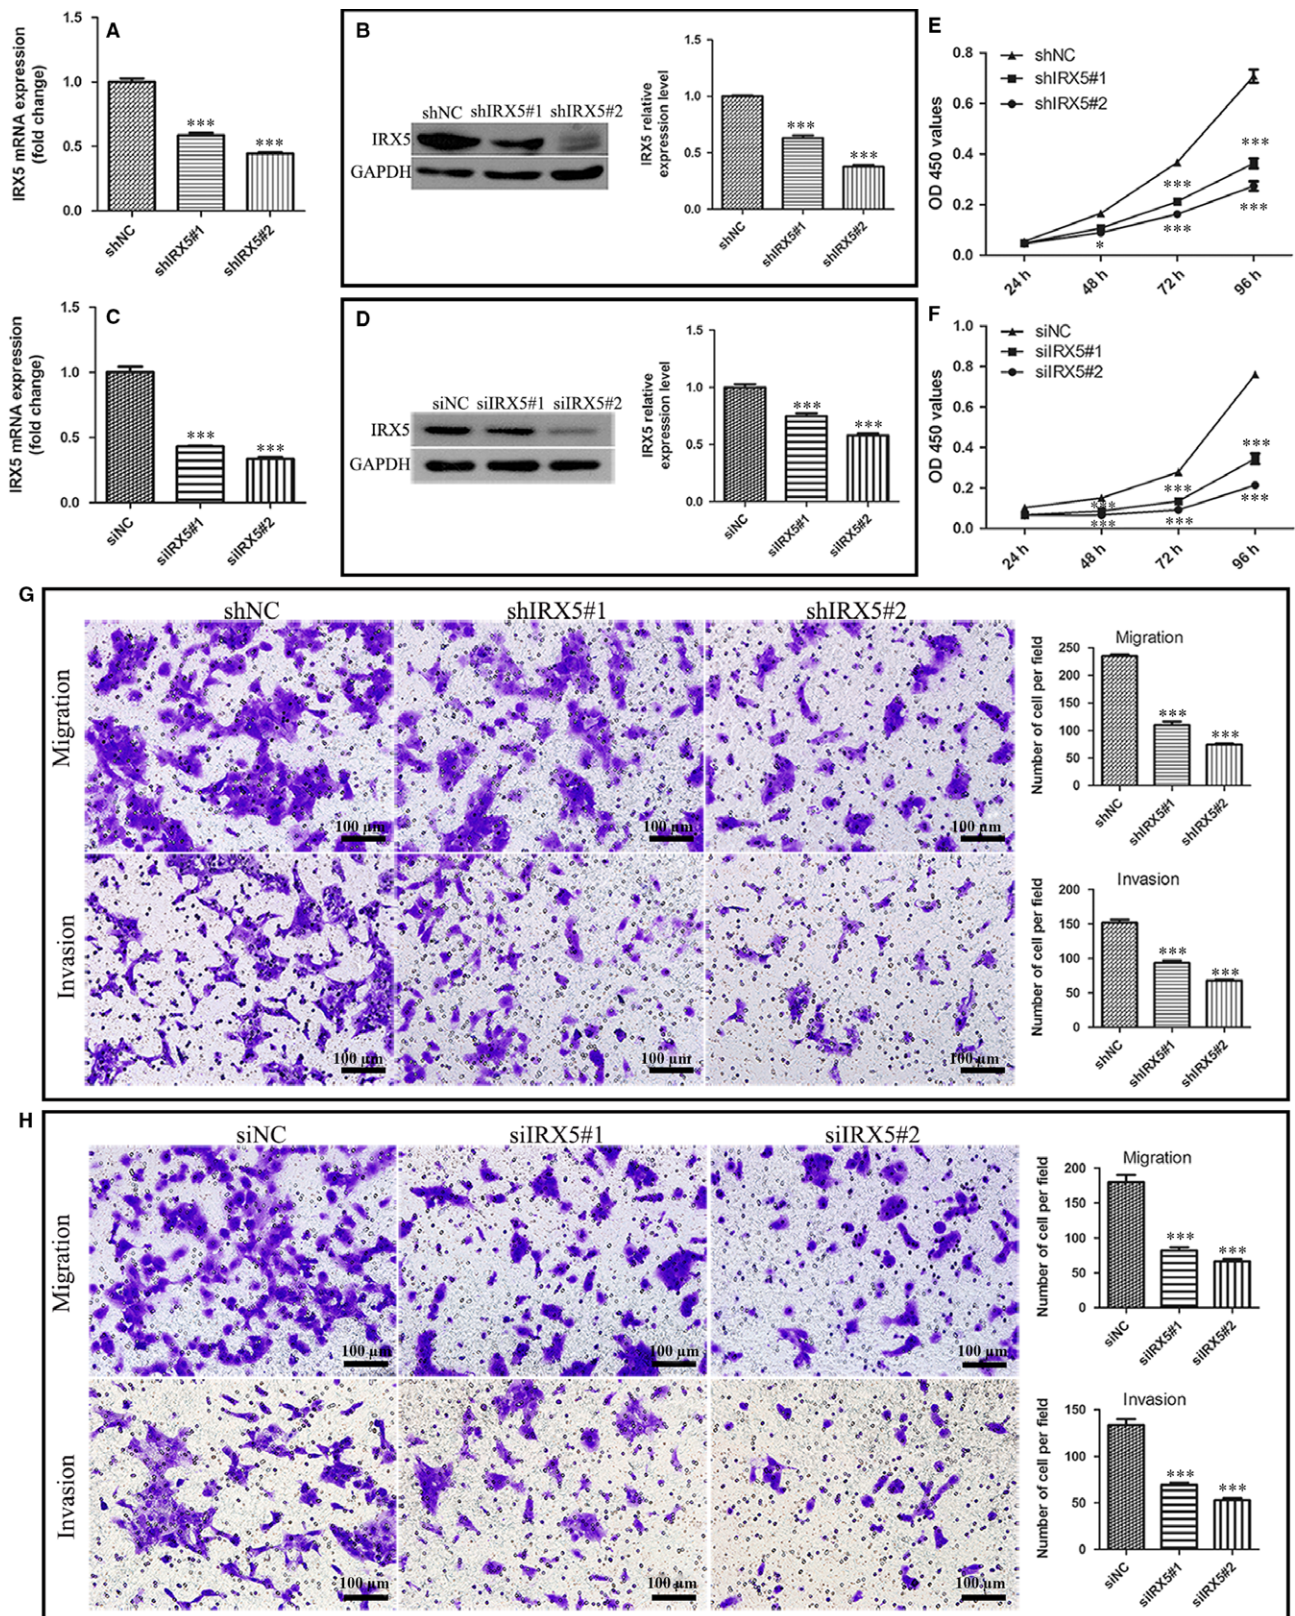 A
IRX5 mRNA expression
(fold change)
1.5
1.0
0.5
0.0
***
***
shNC
shIRX5#1
shIRX5#2
B
shNC shIRX5#1 shIRX5#2
IRX5
GAPDH
IRX5 relative
expression level
1.5
1.0
0.5
0.0
***
***
shNC
shIRX5#1
shIRX5#2
E
OD 450 values
0.8
0.6
0.4
0.2
0.0
shNC
shIRX5#1
shIRX5#2
***
***
***
***
*
24 h
48 h
72 h
96 h
C
IRX5 mRNA expression
(fold change)
1.5
1.0
0.5
0.0
***
***
siNC
siIRX5#1
siIRX5#2
D
siNC siIRX5#1 siIRX5#2
IRX5
GAPDH
IRX5 relative
expression level
1.5
1.0
0.5
0.0
***
***
siNC
siIRX5#1
siIRX5#2
F
OD 450 values
1.0
0.8
0.6
0.4
0.2
0.0
siNC
siIRX5#1
siIRX5#2
***
***
***
***
***
***
24 h
48 h
72 h
96 h
G
shNC shIRX5#1 shIRX5#2
Migration
100 µm
100 µm
100 µm
Invasion
100 µm
100 µm
100 µm
Migration
Number of cell per field
250
200
150
100
50
0
***
***
shNC
shIRX5#1
shIRX5#2
Invasion
Number of cell per field
200
150
100
50
0
***
***
shNC
shIRX5#1
shIRX5#2
H
siNC siIRX5#1 siIRX5#2
Migration
100 µm
100 µm
100 µm
Invasion
100 µm
100 µm
100 µm
Migration
Number of cell per field
200
150
100
50
0
***
***
siNC
siIRX5#1
siIRX5#2
Invasion
Number of cell per field
150
100
50
0
***
***
siNC
siIRX5#1
siIRX5#2